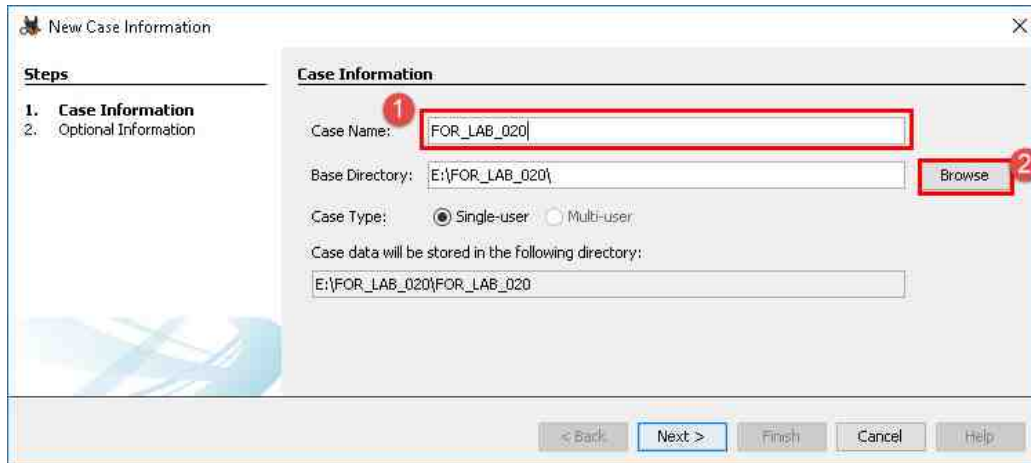 New Case Information
Steps
1. Case Information
2. Optional Information
Case Information
1
Case Name: FOR_LAB_020
Base Directory: E:\FOR_LAB_020\ Browse 2
Case Type: Single-user Multi-user
Case data will be stored in the following directory:
E:\FOR_LAB_020\FOR_LAB_020
< Back Next > Finish Cancel Help